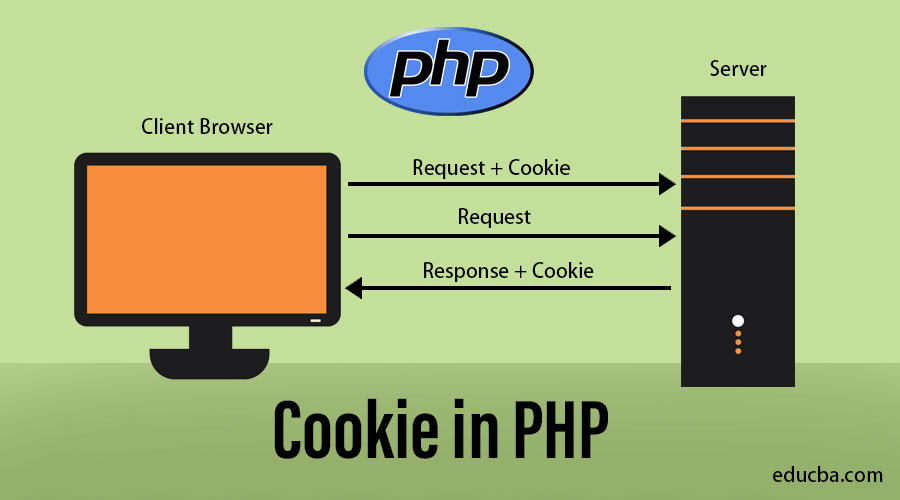 php
Server
Client Browser
Request + Cookie
Request
Response + Cookie
Cookie in PHP
educba.com